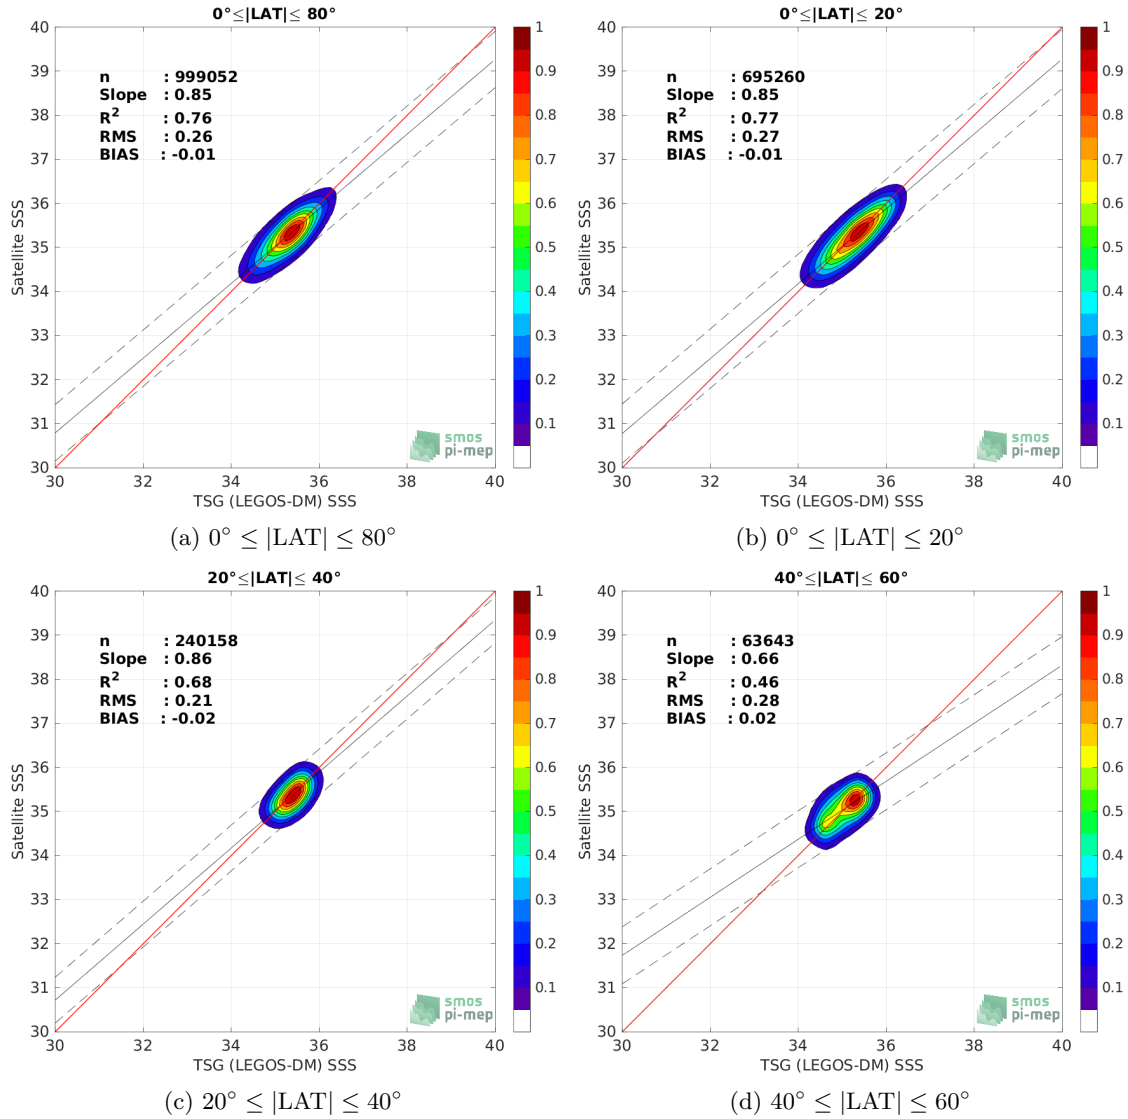 0°≤|LAT|≤ 80°
40
39
38
37
36
35
34
33
32
31
30
Satellite SSS
n : 999052
Slope : 0.85
R² : 0.76
RMS : 0.26
BIAS : -0.01
smos
pi-mep
30 32 34 36 38 40
TSG (LEGOS-DM) SSS
1
0.9
0.8
0.7
0.6
0.5
0.4
0.3
0.2
0.1
(a) 0° ≤ |LAT| ≤ 80°
0°≤|LAT|≤ 20°
40
39
38
37
36
35
34
33
32
31
30
Satellite SSS
n : 695260
Slope : 0.85
R² : 0.77
RMS : 0.27
BIAS : -0.01
smos
pi-mep
30 32 34 36 38 40
TSG (LEGOS-DM) SSS
1
0.9
0.8
0.7
0.6
0.5
0.4
0.3
0.2
0.1
(b) 0° ≤ |LAT| ≤ 20°
20°≤|LAT|≤ 40°
40
39
38
37
36
35
34
33
32
31
30
Satellite SSS
n : 240158
Slope : 0.86
R² : 0.68
RMS : 0.21
BIAS : -0.02
smos
pi-mep
30 32 34 36 38 40
TSG (LEGOS-DM) SSS
1
0.9
0.8
0.7
0.6
0.5
0.4
0.3
0.2
0.1
(c) 20° ≤ |LAT| ≤ 40°
40°≤|LAT|≤ 60°
40
39
38
37
36
35
34
33
32
31
30
Satellite SSS
n : 63643
Slope : 0.66
R² : 0.46
RMS : 0.28
BIAS : 0.02
smos
pi-mep
30 32 34 36 38 40
TSG (LEGOS-DM) SSS
1
0.9
0.8
0.7
0.6
0.5
0.4
0.3
0.2
0.1
(d) 40° ≤ |LAT| ≤ 60°